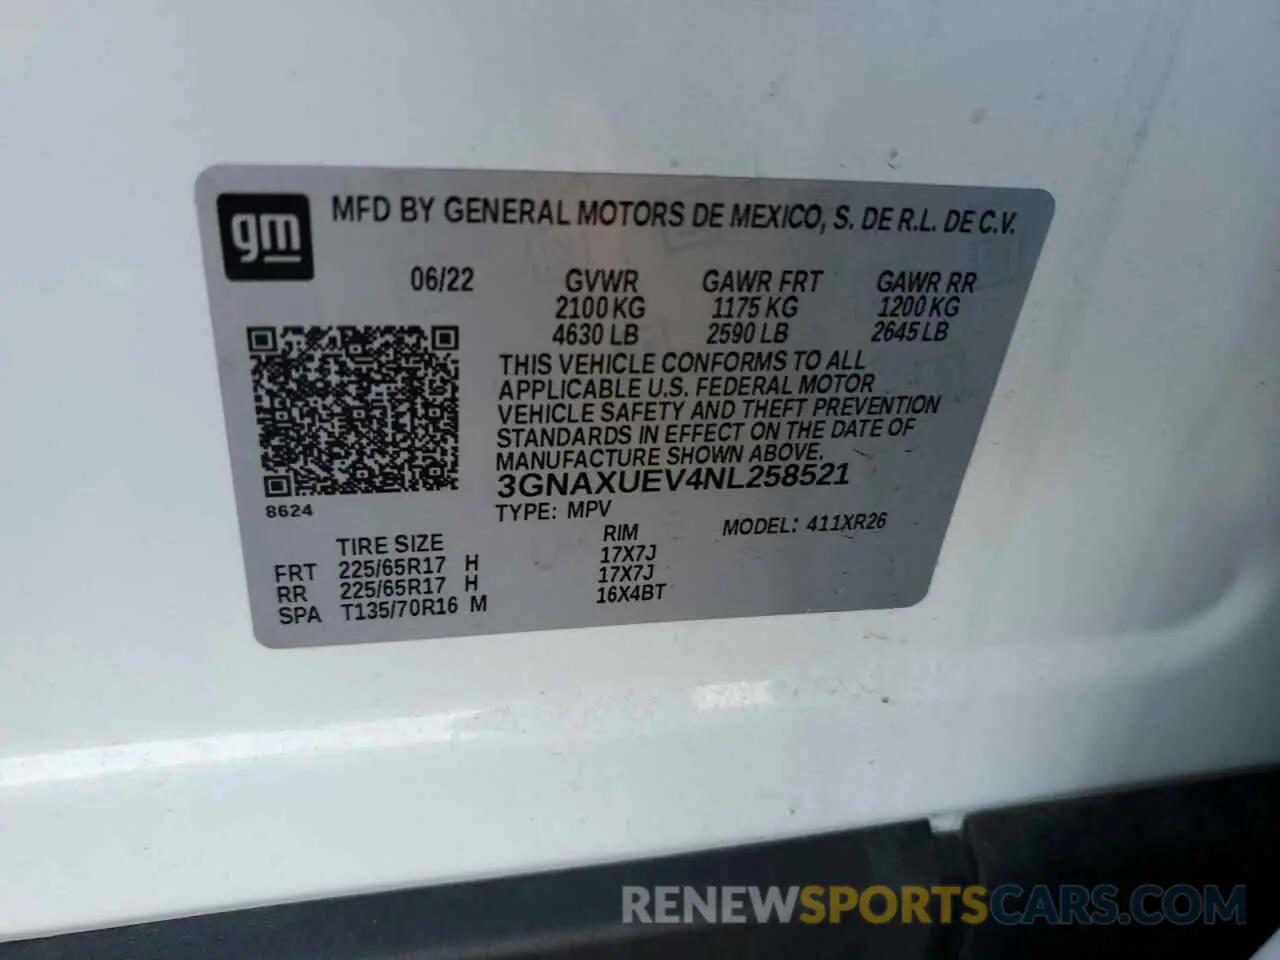 gm
MFD BY GENERAL MOTORS DE MEXICO, S. DE R.L. DE C.V.
06/22 GVWR GAWR FRT GAWR RR
2100 KG 1175 KG 1200 KG
4630 LB 2590 LB 2645 LB
THIS VEHICLE CONFORMS TO ALL
APPLICABLE U.S. FEDERAL MOTOR
VEHICLE SAFETY AND THEFT PREVENTION
STANDARDS IN EFFECT ON THE DATE OF
MANUFACTURE SHOWN ABOVE.
3GNAXUEV4NL258521
8624
TYPE: MPV MODEL: 411XR26
TIRE SIZE RIM
FRT 225/65R17 H 17X7J
RR 225/65R17 H 17X7J
SPA T135/70R16 M 16X4BT
RENEWSPORTSCARS.COM